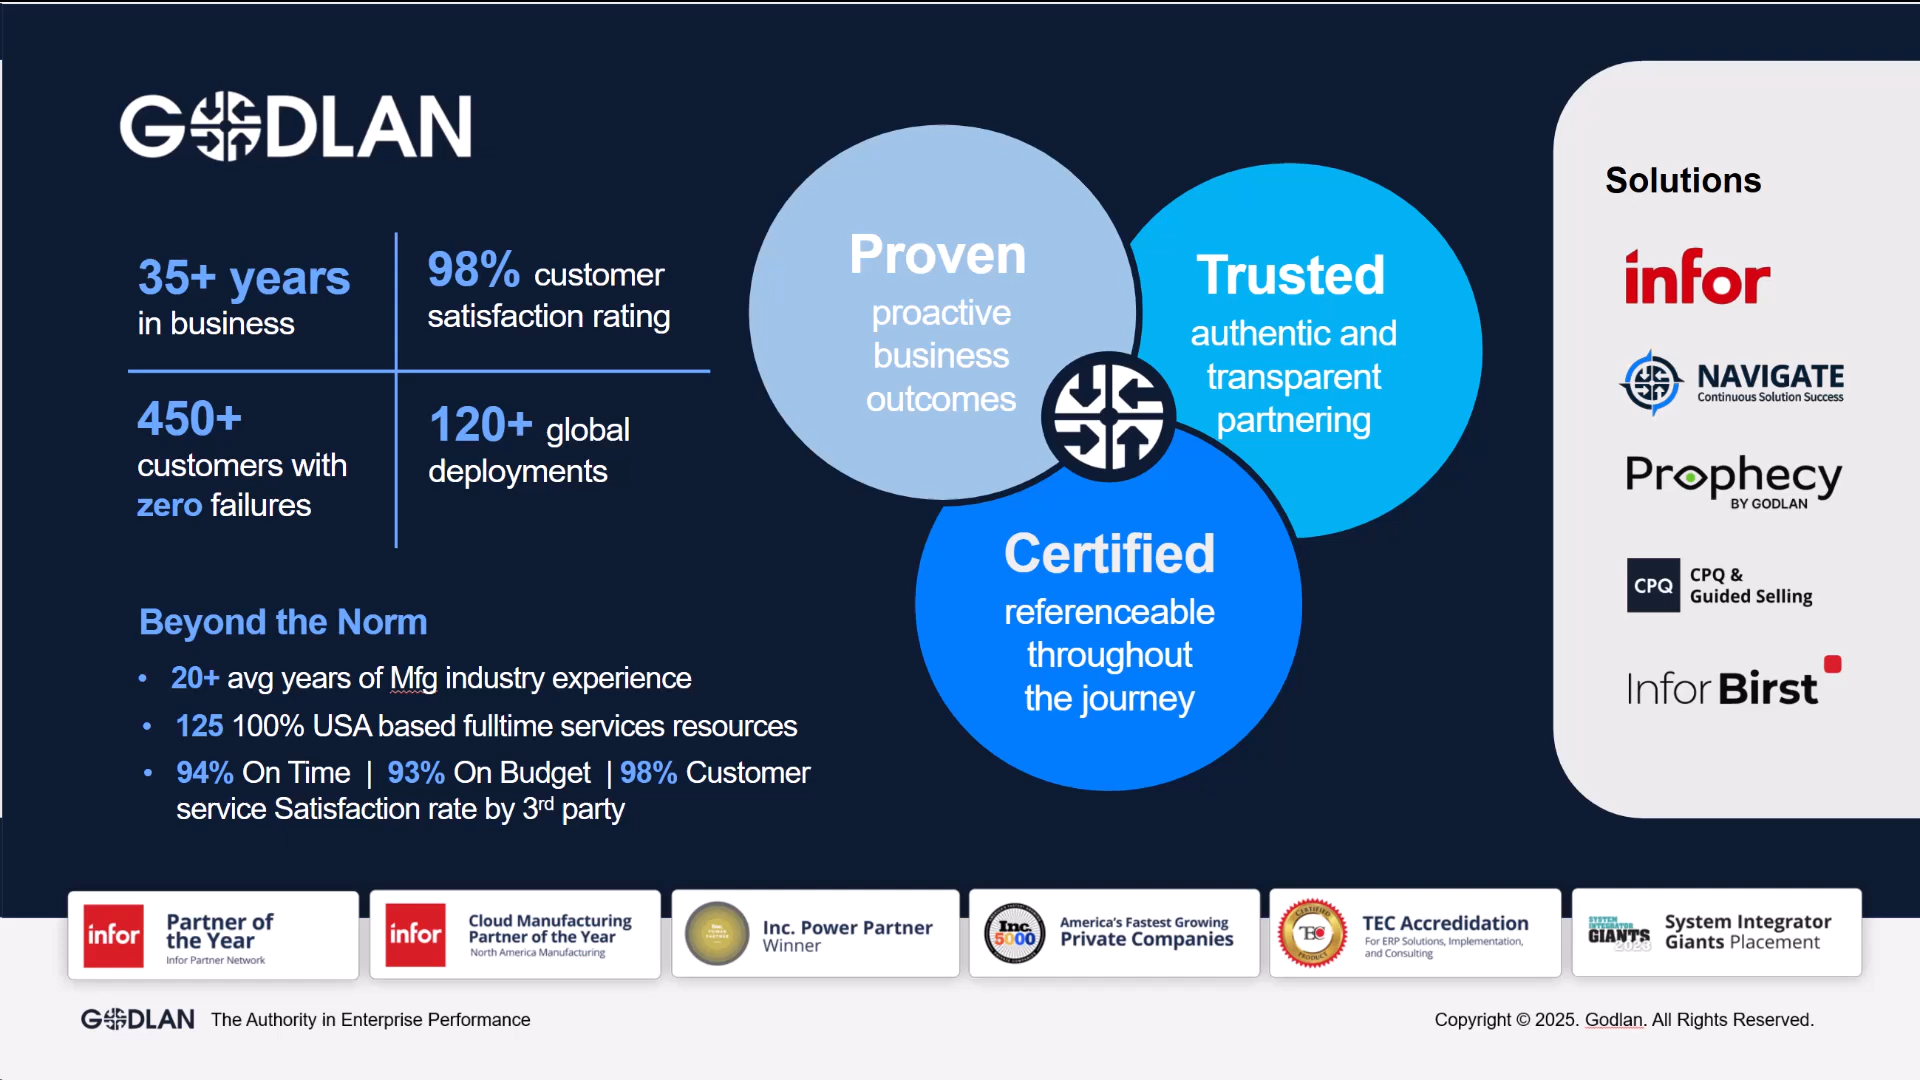 GODLAN
35+ years
in business
98% customer
satisfaction rating
450+
customers with
zero failures
120+ global
deployments
Beyond the Norm
• 20+ avg years of Mfg industry experience
• 125 100% USA based fulltime services resources
• 94% On Time | 93% On Budget | 98% Customer
service Satisfaction rate by 3rd party
Proven
proactive
business
outcomes
Trusted
authentic and
transparent
partnering
Certified
referenceable
throughout
the journey
Solutions
infor
NAVIGATE
Continuous Solution Success
Prophecy
BY GODLAN
CPQ
CPQ &
Guided Selling
Infor Birst
infor
Partner of
the Year
Infor Partner Network
infor
Cloud Manufacturing
Partner of the Year
North America Manufacturing
Inc. Power Partner
Winner
Inc.
5000
America's Fastest Growing
Private Companies
CERTIFIED
TEC
PRODUCT
TEC Accreditation
For ERP Solutions, Implementation,
and Consulting
SYSTEM
INTEGRATOR
GIANTS
2023
System Integrator
Giants Placement
GODLAN
The Authority in Enterprise Performance
Copyright © 2025. Godlan. All Rights Reserved.